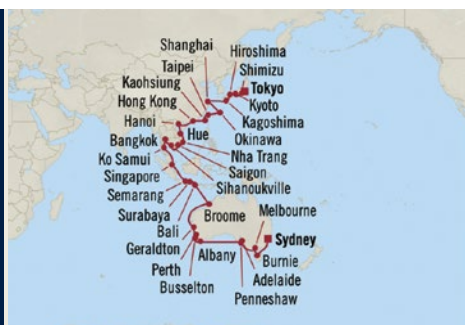 Shanghai
Hiroshima
Taipei
Shimizu
Kaohsiung
Tokyo
Hong Kong
Kyoto
Hanoi
Kagoshima
Hue
Okinawa
Bangkok
Nha Trang
Ko Samui
Saigon
Singapore
Sihanoukville
Semarang
Surabaya
Broome
Melbourne
Bali
Geraldton
Sydney
Perth
Albany
Burnie
Busselton
Adelaide
Penneshaw